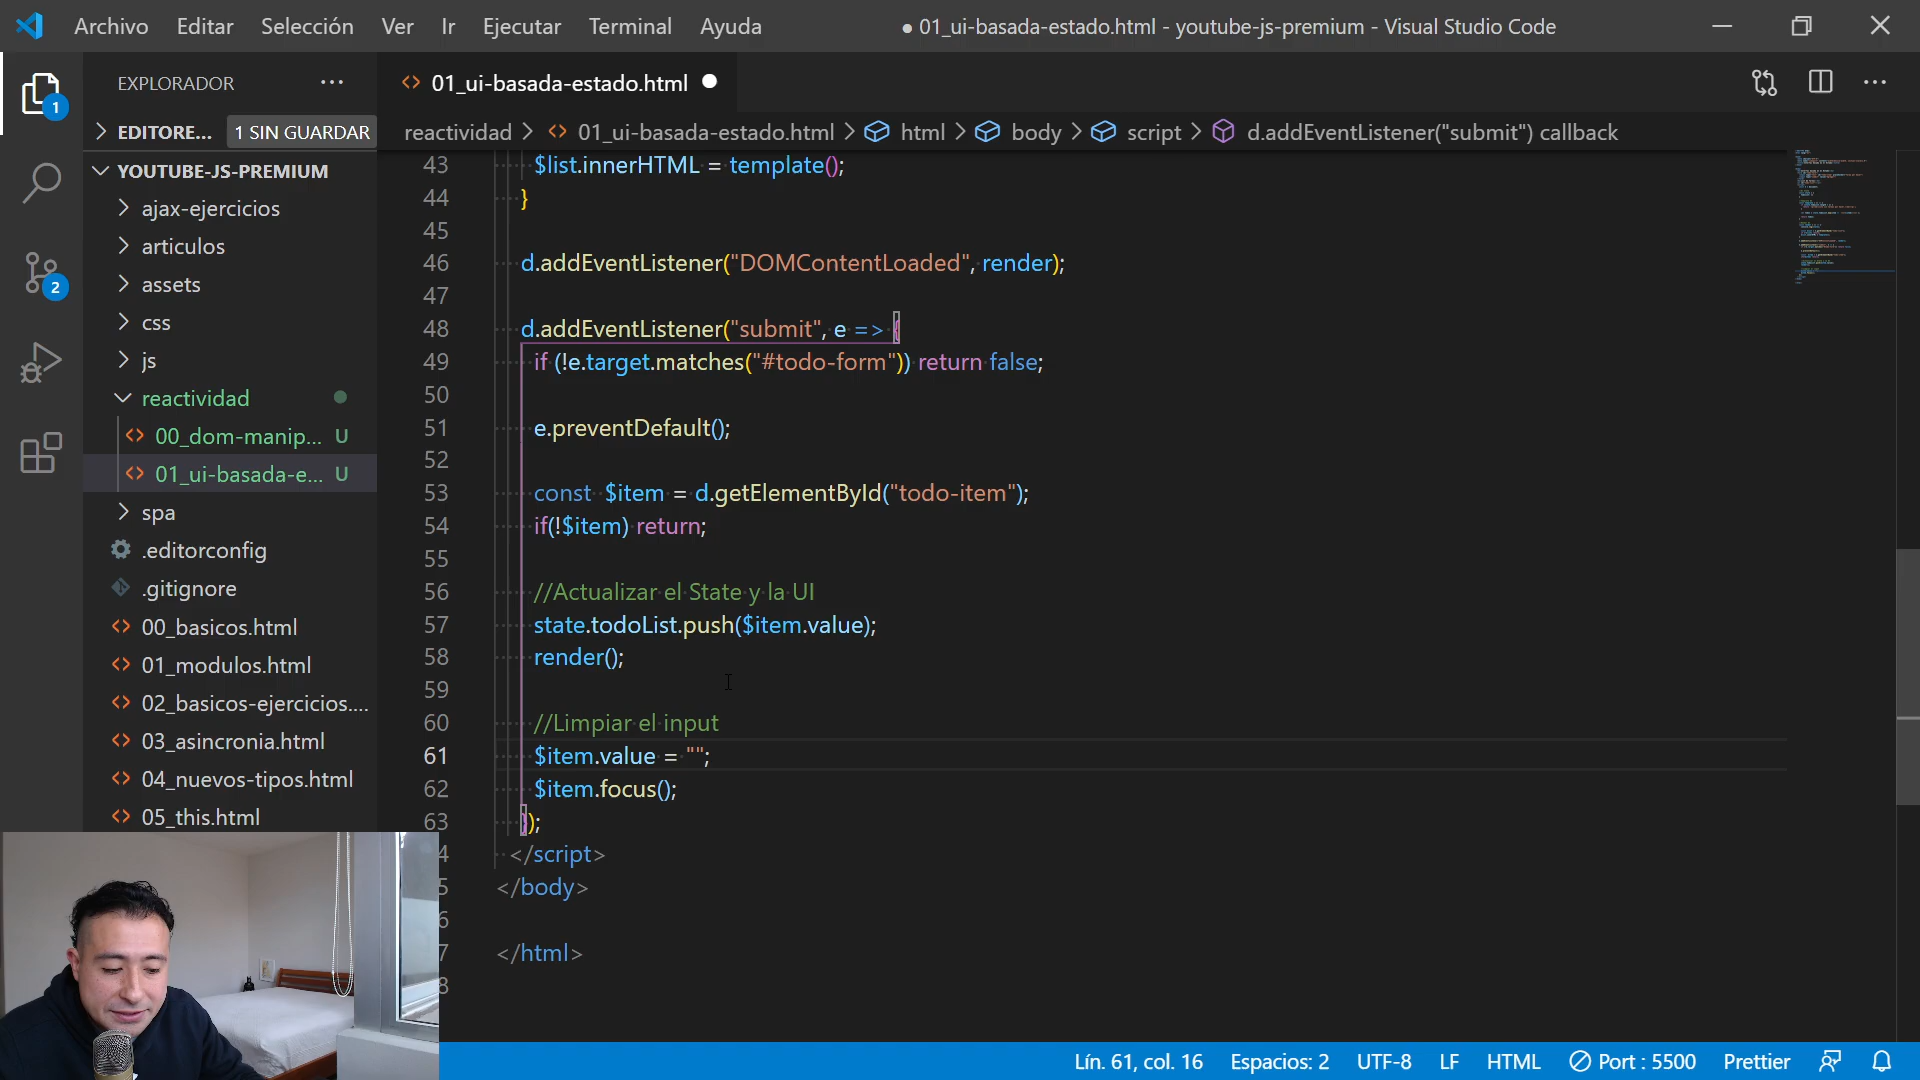 Archivo Editar Selección Ver Ir Ejecutar Terminal Ayuda ● 01_ui-basada-estado.html - youtube-js-premium - Visual Studio Code
EXPLORADOR ···
01_ui-basada-estado.html
EDITORE... 1 SIN GUARDAR
reactividad > 01_ui-basada-estado.html > html > body > script > d.addEventListener("submit") callback
YOUTUBE-JS-PREMIUM
ajax-ejercicios
articulos
assets
css
js
reactividad
00_dom-manip... U
01_ui-basada-e... U
spa
.editorconfig
.gitignore
00_basicos.html
01_modulos.html
02_basicos-ejercicios....
03_asincronia.html
04_nuevos-tipos.html
05_this.html
1
2
43 $list.innerHTML = template();
44 }
45
46 d.addEventListener("DOMContentLoaded", render);
47
48 d.addEventListener("submit", e => {
49 if (!e.target.matches("#todo-form")) return false;
50
51 e.preventDefault();
52
53 const $item = d.getElementById("todo-item");
54 if(!$item) return;
55
56 //Actualizar el State y la UI
57 state.todoList.push($item.value);
58 render();
59
60 //Limpiar el input
61 $item.value = "";
62 $item.focus();
63 });
4 </script>
5 </body>
6
7 </html>
8
Lín. 61, col. 16 Espacios: 2 UTF-8 LF HTML Port : 5500 Prettier